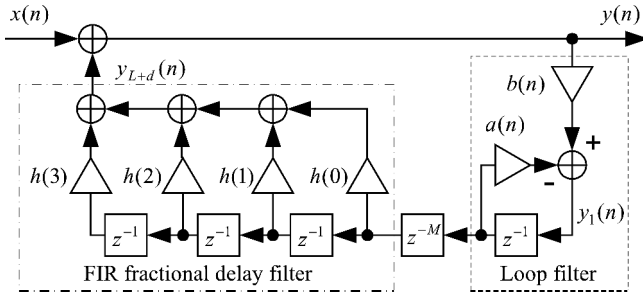 x(n)
y(n)
y_{L+d}(n)
b(n)
a(n)
+
-
h(3)
h(2)
h(1)
h(0)
y_1(n)
z^{-1}
z^{-1}
z^{-1}
z^{-M}
z^{-1}
FIR fractional delay filter
Loop filter